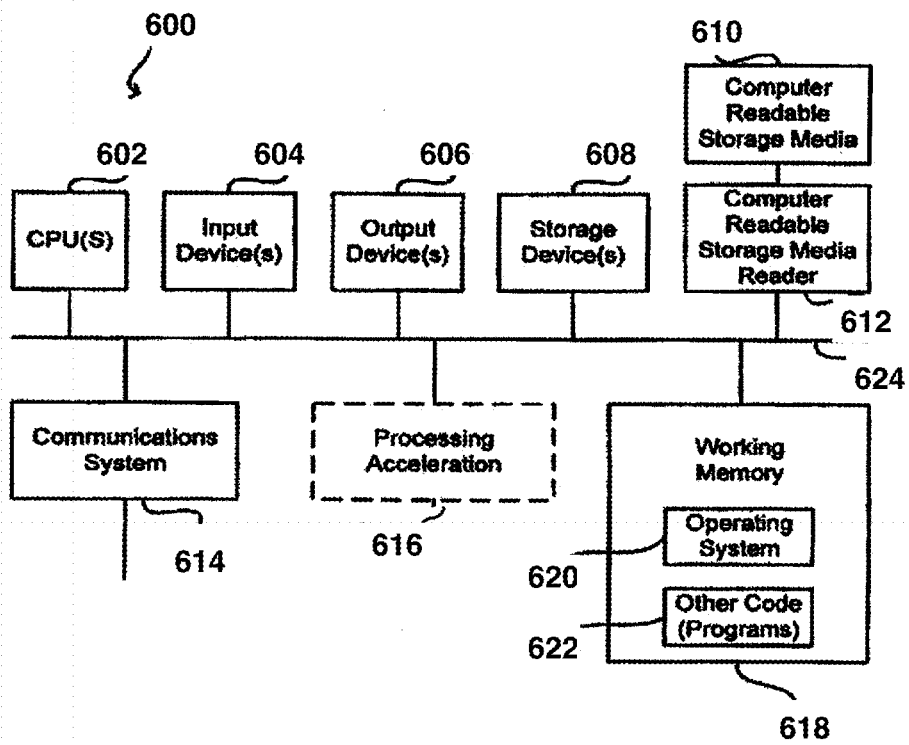 600
610
Computer
Readable
Storage Media
602
604
606
608
CPU(S)
Input
Device(s)
Output
Device(s)
Storage
Device(s)
Computer
Readable
Storage Media
Reader
612
624
Communications
System
Processing
Acceleration
Working
Memory
614
616
Operating
System
620
Other Code
(Programs)
622
618